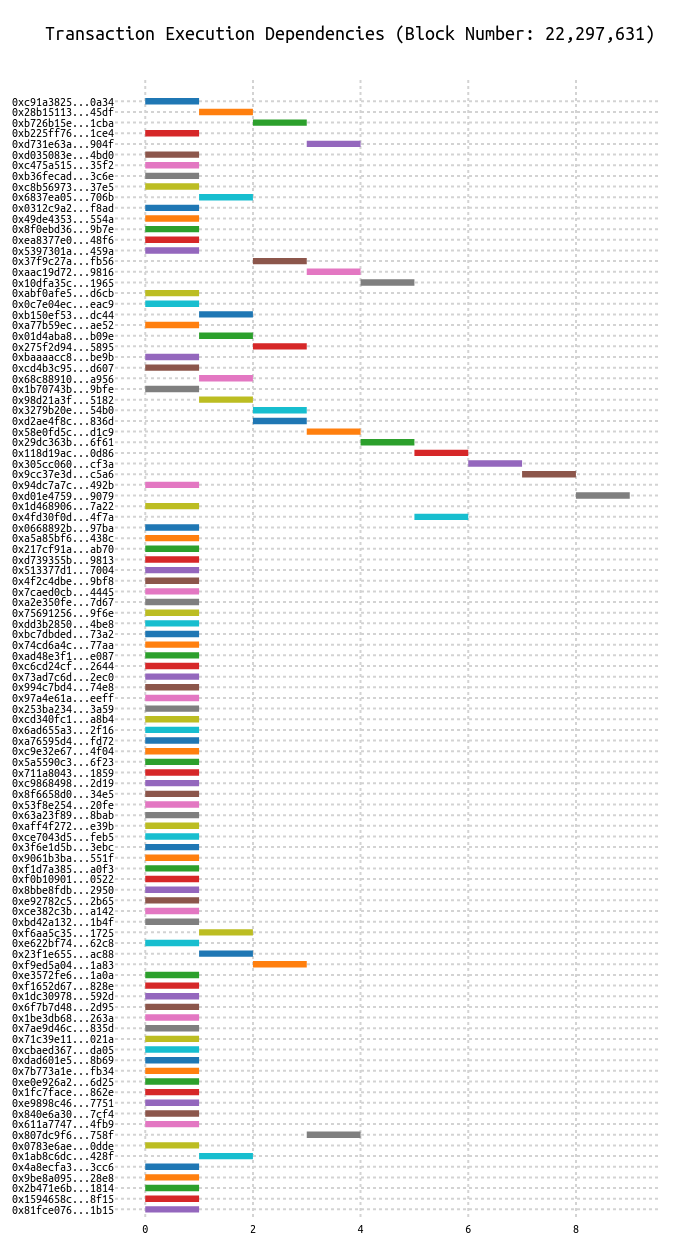 Transaction Execution Dependencies (Block Number: 22,297,631)
0xc91a3825...0a34
0x28b15113...45df
0xb726b15e...1cba
0xb225ff76...1ce4
0xd731e63a...904f
0xd035083e...4bd0
0xc475a515...35f2
0xb36fecad...3c6e
0xc8b56973...37e5
0x6837ea05...706b
0x0312c9a2...f8ad
0x49de4353...554a
0x8f0ebd36...9b7e
0xea8377e0...48f6
0x5397301a...459a
0x37f9c27a...fb56
0xaac19d72...9816
0x10dfa35c...1965
0xabf0afe5...d6cb
0x0c7e04ec...eac9
0xb150ef53...dc44
0xa77b59ec...ae52
0x01d4aba8...b09e
0x275f2d94...5895
0xbaaaacc8...be9b
0xcd4b3c95...d607
0x68c88910...a956
0x1b70743b...9bfe
0x98d21a3f...5182
0x3279b20e...54b0
0xd2ae4f8c...836d
0x58e0fd5c...d1c9
0x29dc363b...6f61
0x118d19ac...0d86
0x305cc060...cf3a
0x9cc37e3d...c5a6
0x94dc7a7c...492b
0xd01e4759...9079
0x1d468906...7a22
0x4fd30f0d...4f7a
0x0668892b...97ba
0xa5a85bf6...438c
0x217cf91a...ab70
0xd739355b...9813
0x513377d1...7004
0x4f2c4dbe...9bf8
0x7caed0cb...4445
0xa2e350fe...7d67
0x75691256...9f6e
0xdd3b2850...4be8
0xbc7dbded...73a2
0x74cd6a4c...77aa
0xad48e3f1...e087
0xc6cd24cf...2644
0x73ad7c6d...2ec0
0x994c7bd4...74e8
0x97a4e61a...eeff
0x253ba234...3a59
0xcd340fc1...a8b4
0x6ad655a3...2f16
0xa76595d4...fd72
0xc9e32e67...4f04
0x5a5590c3...6f23
0x711a8043...1859
0xc9868498...2d19
0x8f6658d0...34e5
0x53f8e254...20fe
0x63a23f89...8bab
0xaff4f272...e39b
0xce7043d5...feb5
0x3f6e1d5b...3ebc
0x9061b3ba...551f
0xf1d7a385...a0f3
0xf0b10901...0522
0x8bbe8fdb...2950
0xe92782c5...2b65
0xce382c3b...a142
0xbd42a132...1b4f
0xf6aa5c35...1725
0xe622bf74...62c8
0x23f1e655...ac88
0xf9ed5a04...1a83
0xe3572fe6...1a0a
0xf1652d67...828e
0x1dc30978...592d
0x6f7b7d48...2d95
0x1be3db68...263a
0x7ae9d46c...835d
0x71c39e11...021a
0xcbaed367...da05
0xdad601e5...8b69
0x7b773a1e...fb34
0xe0e926a2...6d25
0x1fc7face...862e
0xe9898c46...7751
0x840e6a30...7cf4
0x611a7747...4fb9
0x807dc9f6...758f
0x0783e6ae...0dde
0x1ab8c6dc...428f
0x4a8ecfa3...3cc6
0x9be8a095...28e8
0x2b471e6b...1814
0x1594658c...8f15
0x81fce076...1b15
0 2 4 6 8